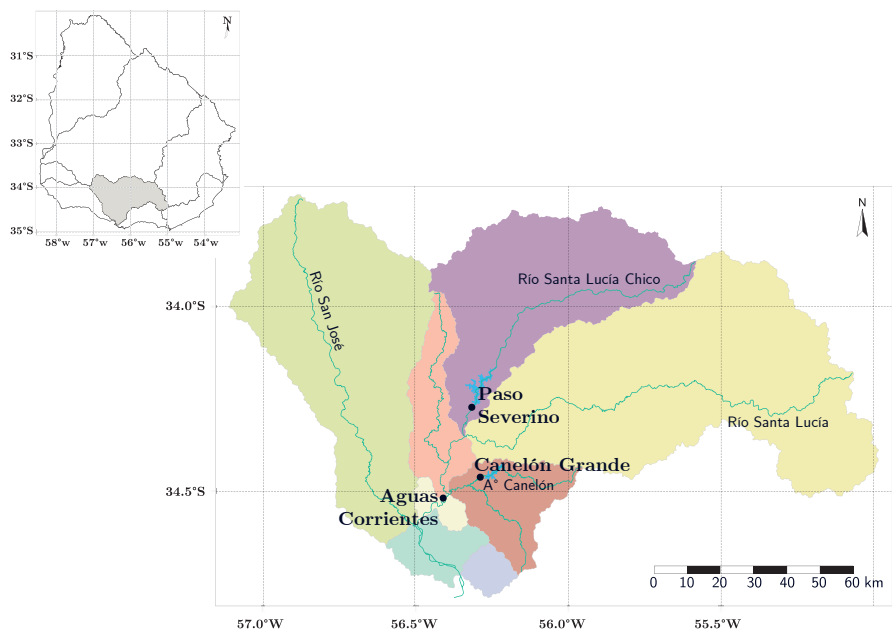 N
31°S
32°S
33°S
34°S
35°S
58°W 57°W 56°W 55°W 54°W
N
Río Santa Lucía Chico
Río San José
34.0°S
Paso
Severino
Río Santa Lucía
Canelón Grande
A° Canelón
34.5°S
Aguas
Corrientes
0 10 20 30 40 50 60 km
57.0°W 56.5°W 56.0°W 55.5°W